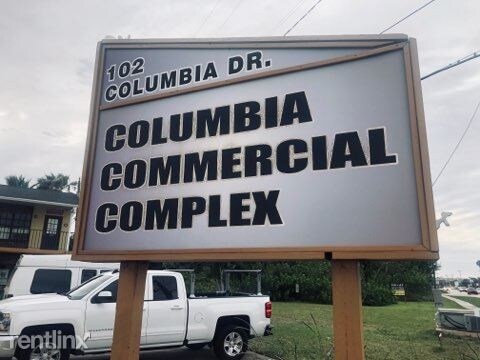 102
COLUMBIA DR.
COLUMBIA
COMMERCIAL
COMPLEX
rentlinx